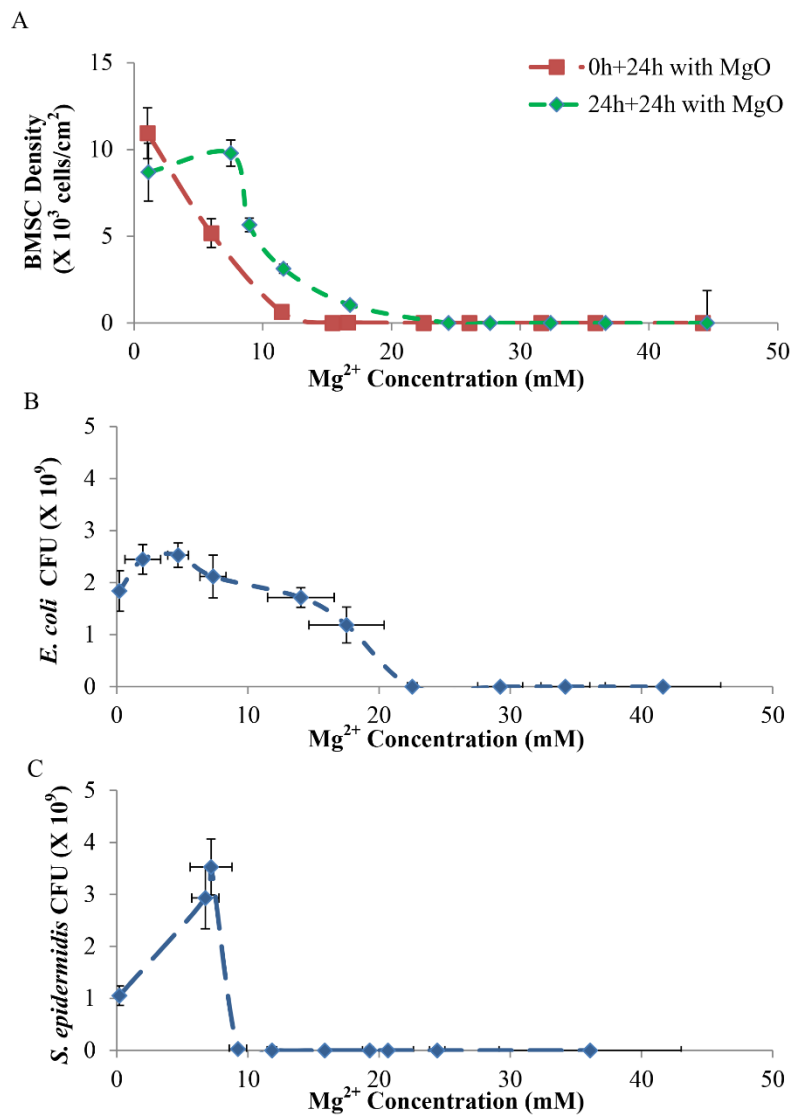 A
15
10
5
0
BMSC Density
(X 10³ cells/cm²)
0h+24h with MgO
24h+24h with MgO
0 10 20 30 40 50
Mg²⁺ Concentration (mM)
B
5
4
3
2
1
0
E. coli CFU (X 10⁹)
0 10 20 30 40 50
Mg²⁺ Concentration (mM)
C
5
4
3
2
1
0
S. epidermidis CFU (X 10⁹)
0 10 20 30 40 50
Mg²⁺ Concentration (mM)